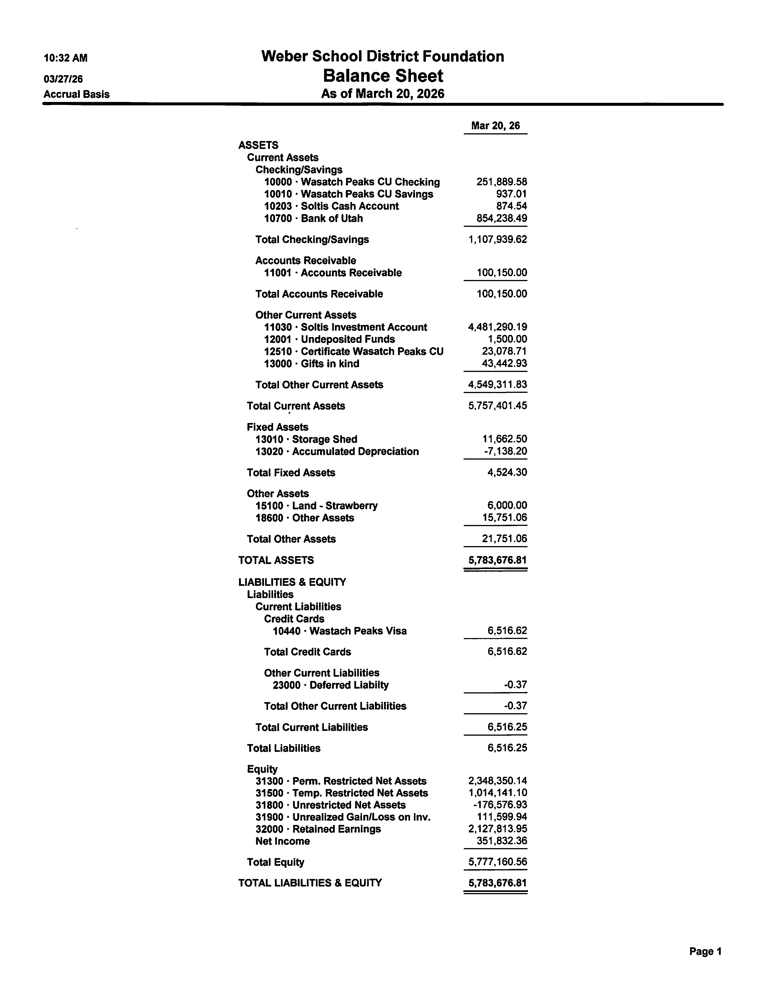 10:32 AM
03/27/26
Accrual Basis
Weber School District Foundation
Balance Sheet
As of March 20, 2026
Mar 20, 26
ASSETS
Current Assets
Checking/Savings
10000 · Wasatch Peaks CU Checking 251,889.58
10010 · Wasatch Peaks CU Savings 937.01
10203 · Soltis Cash Account 874.54
10700 · Bank of Utah 854,238.49
Total Checking/Savings 1,107,939.62
Accounts Receivable
11001 · Accounts Receivable 100,150.00
Total Accounts Receivable 100,150.00
Other Current Assets
11030 · Soltis Investment Account 4,481,290.19
12001 · Undeposited Funds 1,500.00
12510 · Certificate Wasatch Peaks CU 23,078.71
13000 · Gifts in kind 43,442.93
Total Other Current Assets 4,549,311.83
Total Current Assets 5,757,401.45
Fixed Assets
13010 · Storage Shed 11,662.50
13020 · Accumulated Depreciation -7,138.20
Total Fixed Assets 4,524.30
Other Assets
15100 · Land - Strawberry 6,000.00
18600 · Other Assets 15,751.06
Total Other Assets 21,751.06
TOTAL ASSETS 5,783,676.81
LIABILITIES & EQUITY
Liabilities
Current Liabilities
Credit Cards
10440 · Wastach Peaks Visa 6,516.62
Total Credit Cards 6,516.62
Other Current Liabilities
23000 · Deferred Liabilty -0.37
Total Other Current Liabilities -0.37
Total Current Liabilities 6,516.25
Total Liabilities 6,516.25
Equity
31300 · Perm. Restricted Net Assets 2,348,350.14
31500 · Temp. Restricted Net Assets 1,014,141.10
31800 · Unrestricted Net Assets -176,576.93
31900 · Unrealized Gain/Loss on Inv. 111,599.94
32000 · Retained Earnings 2,127,813.95
Net Income 351,832.36
Total Equity 5,777,160.56
TOTAL LIABILITIES & EQUITY 5,783,676.81
Page 1